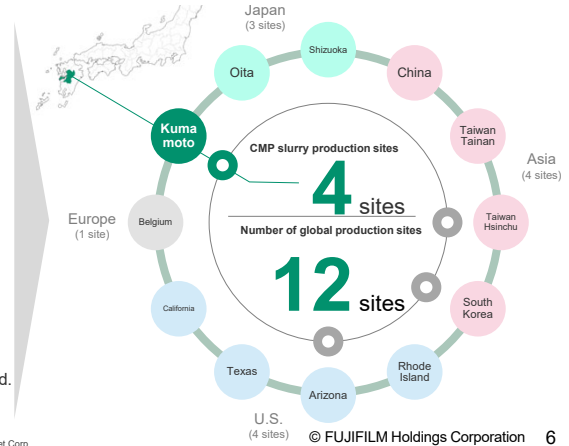 Japan
(3 sites)
Shizuoka
Oita
China
Kuma
moto
Taiwan
Tainan
Asia
(4 sites)
CMP slurry production sites
4 sites
Europe
(1 site)
Belgium
Taiwan
Hsinchu
Number of global production sites
12 sites
California
South
Korea
Texas
Rhode
Island
Arizona
d.
U.S.
(4 sites)
© FUJIFILM Holdings Corporation 6
et Corp